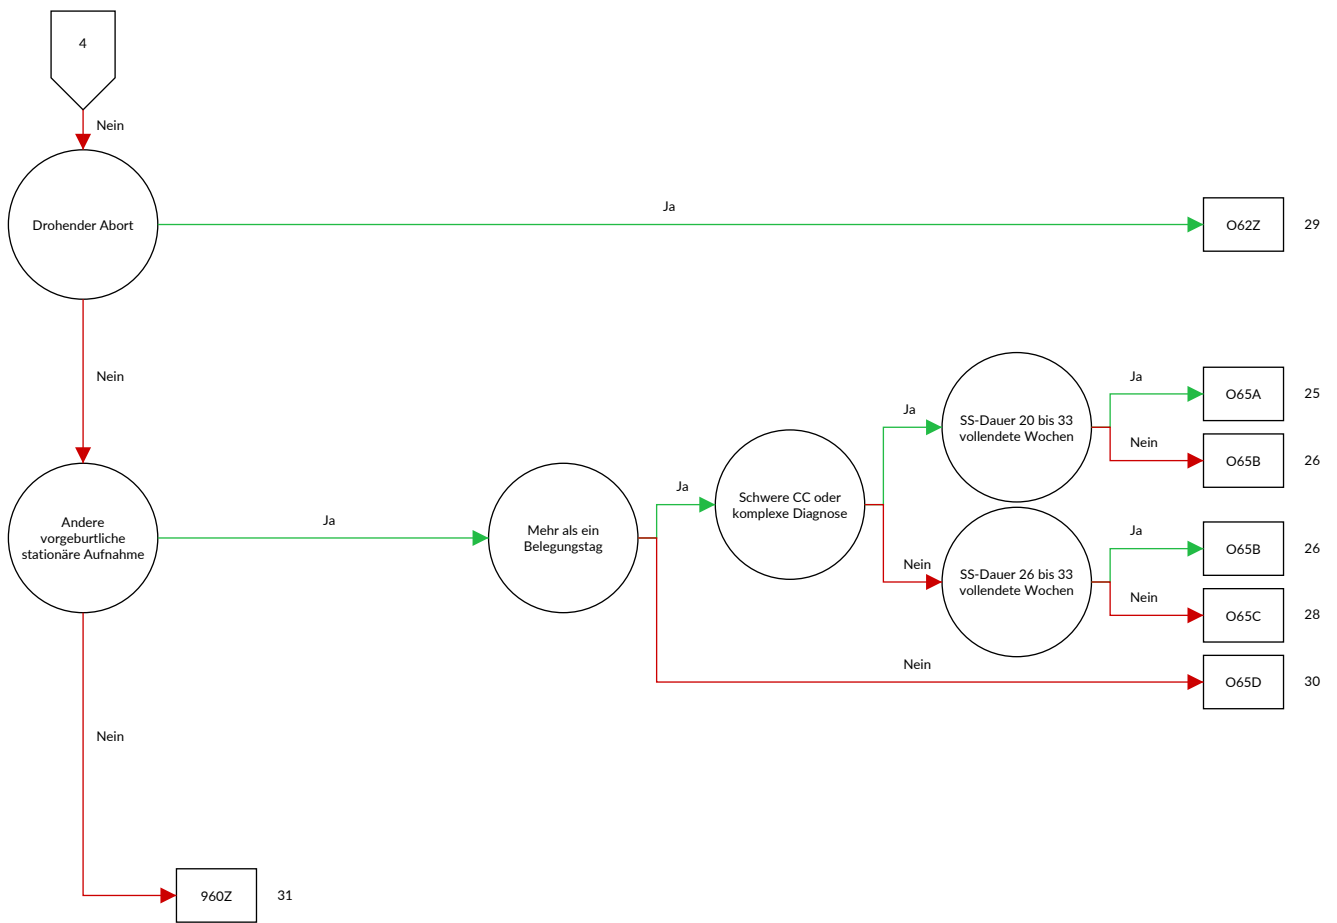 4
Nein
Drohender Abort
Ja
O62Z
29
Nein
Andere
vorgeburtliche
stationäre Aufnahme
Ja
Mehr als ein
Belegungstag
Ja
Schwere CC oder
komplexe Diagnose
Ja
SS-Dauer 20 bis 33
vollendete Wochen
Ja
O65A
25
Nein
O65B
26
Nein
SS-Dauer 26 bis 33
vollendete Wochen
Ja
O65B
26
Nein
O65C
28
Nein
O65D
30
Nein
960Z
31